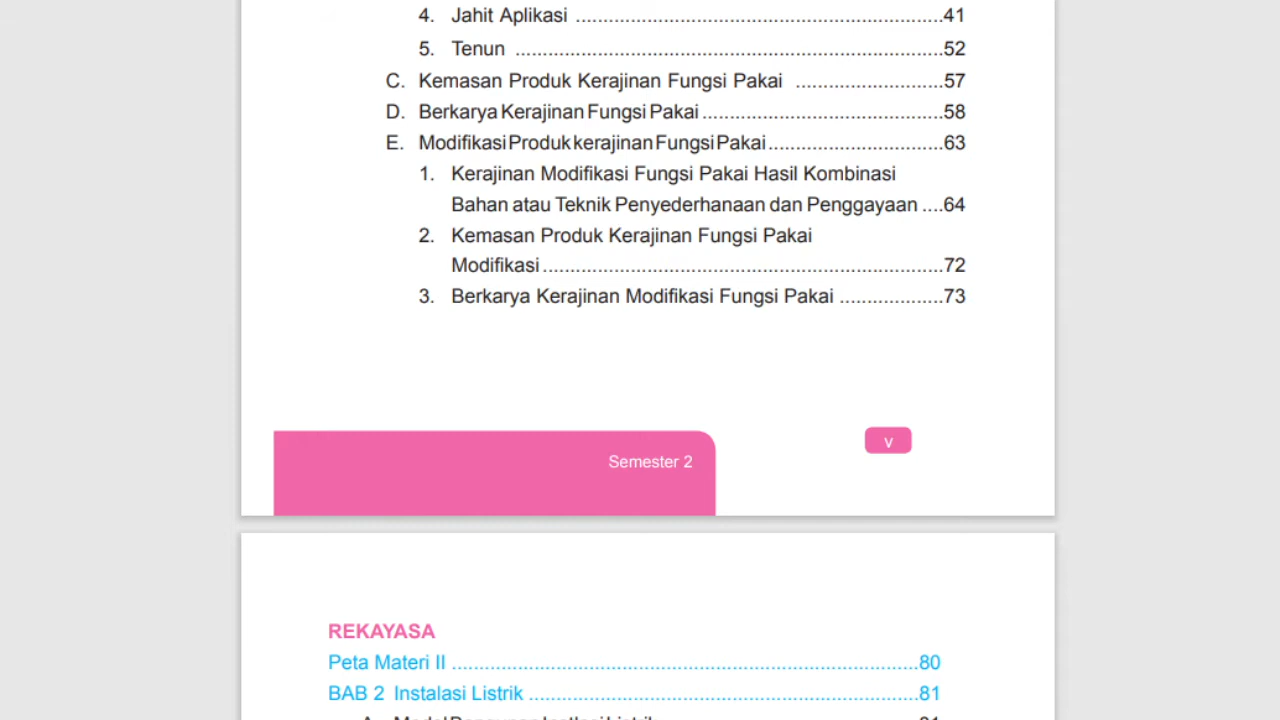 4. Jahit Aplikasi ..........................................................................41
5. Tenun ......................................................................................52
C. Kemasan Produk Kerajinan Fungsi Pakai ...........................57
D. Berkarya Kerajinan Fungsi Pakai ................................................58
E. Modifikasi Produk kerajinan Fungsi Pakai ................................63
1. Kerajinan Modifikasi Fungsi Pakai Hasil Kombinasi
Bahan atau Teknik Penyederhanaan dan Penggayaan ....64
2. Kemasan Produk Kerajinan Fungsi Pakai
Modifikasi .........................................................................72
3. Berkarya Kerajinan Modifikasi Fungsi Pakai ...................73
v
Semester 2
REKAYASA
Peta Materi II .....................................................................................80
BAB 2 Instalasi Listrik .......................................................................81